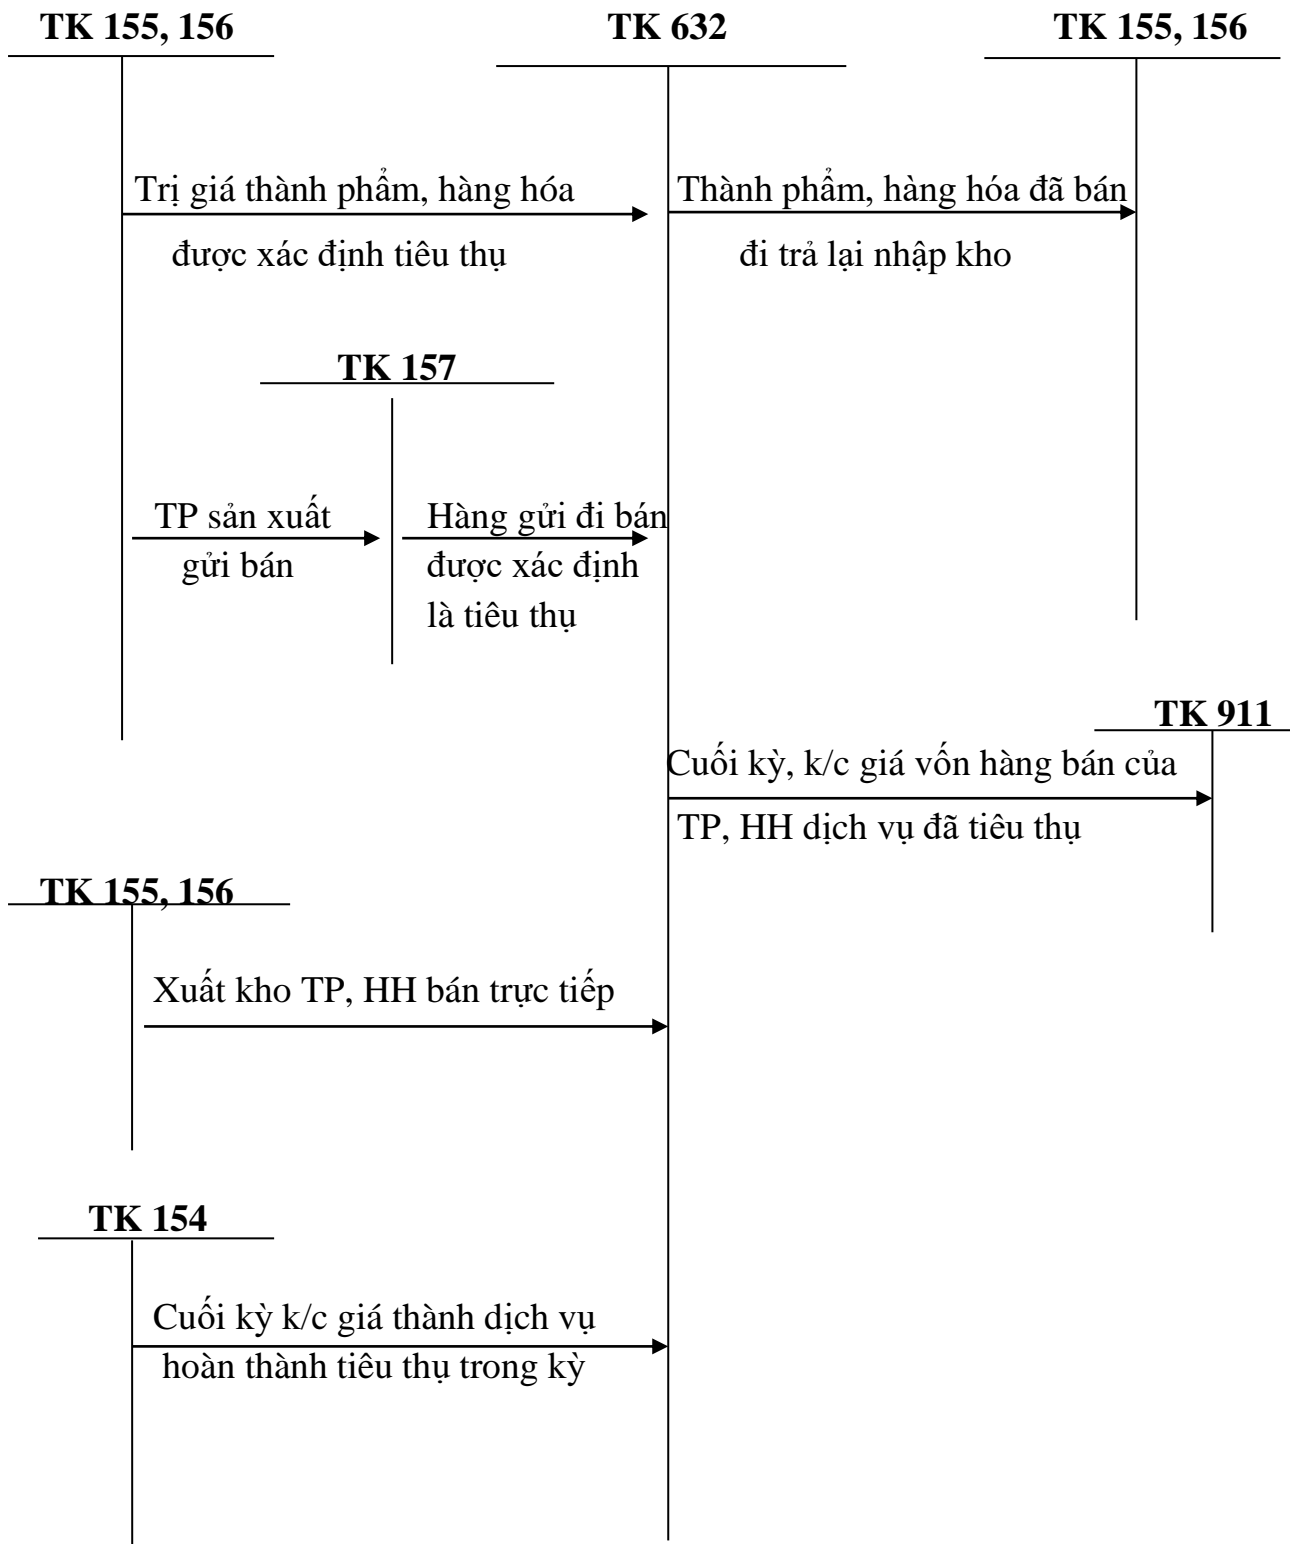 TK 155, 156
TK 632
TK 155, 156
Trị giá thành phẩm, hàng hóa
được xác định tiêu thụ
Thành phẩm, hàng hóa đã bán
đi trả lại nhập kho
TK 157
TP sản xuất
gửi bán
Hàng gửi đi bán
được xác định
là tiêu thụ
TK 911
Cuối kỳ, k/c giá vốn hàng bán của
TP, HH dịch vụ đã tiêu thụ
TK 155, 156
Xuất kho TP, HH bán trực tiếp
TK 154
Cuối kỳ k/c giá thành dịch vụ
hoàn thành tiêu thụ trong kỳ